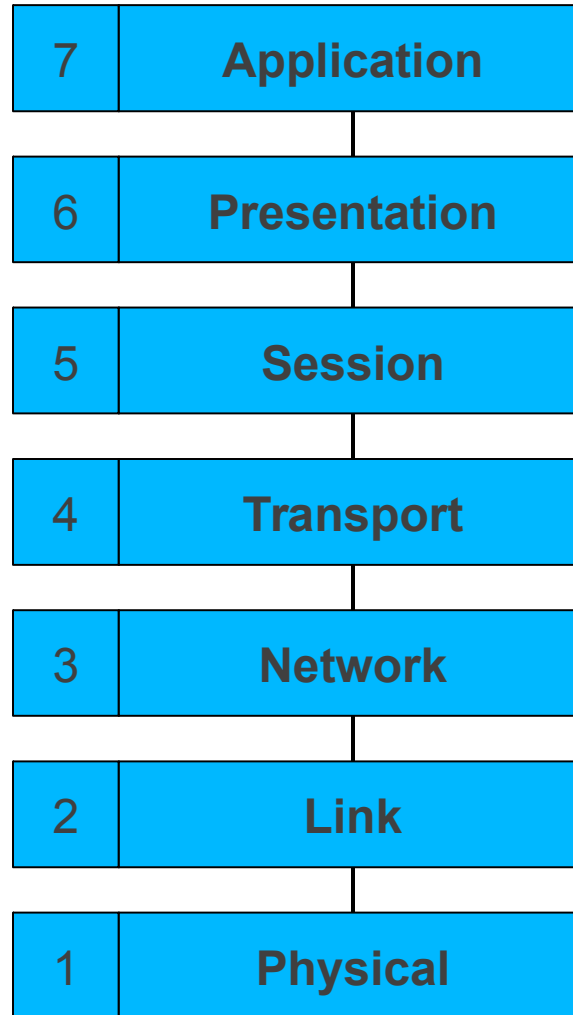 7 Application
6 Presentation
5 Session
4 Transport
3 Network
2 Link
1 Physical